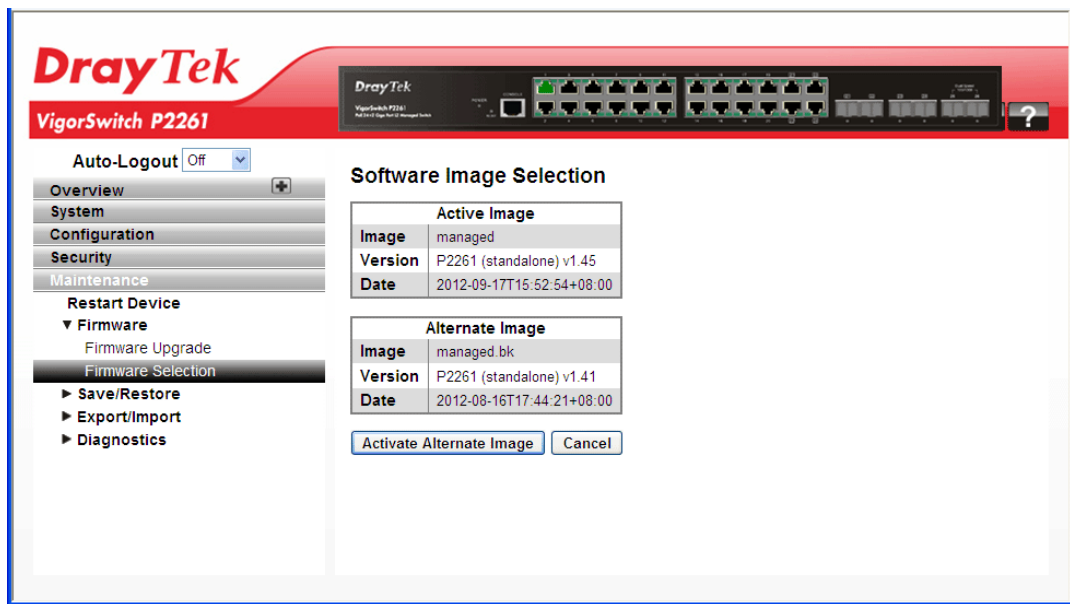 DrayTek
VigorSwitch P2261
DrayTek
VigorSwitch P2261
?
Auto-Logout Off
Overview
System
Configuration
Security
Maintenance
Restart Device
▼ Firmware
Firmware Upgrade
Firmware Selection
► Save/Restore
► Export/Import
► Diagnostics
Software Image Selection
Active Image
Image managed
Version P2261 (standalone) v1.45
Date 2012-09-17T15:52:54+08:00
Alternate Image
Image managed.bk
Version P2261 (standalone) v1.41
Date 2012-08-16T17:44:21+08:00
Activate Alternate Image Cancel